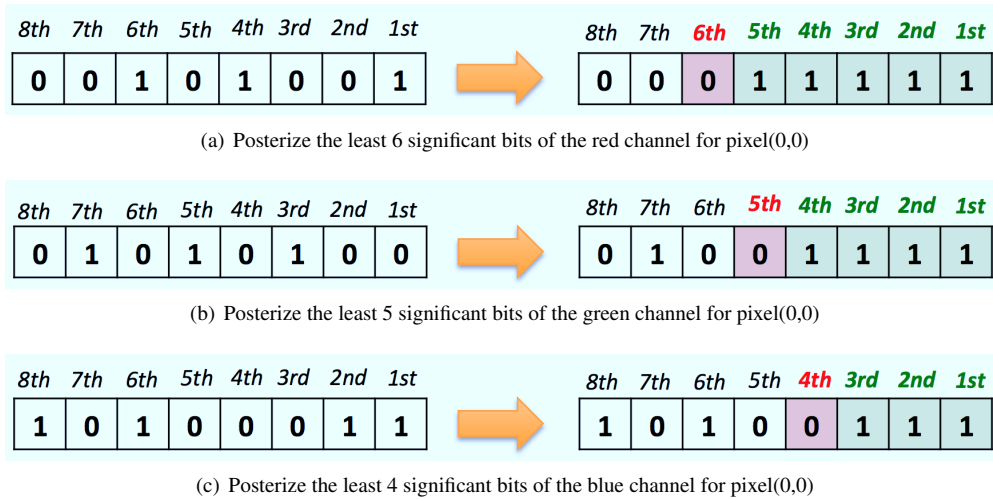 8th 7th 6th 5th 4th 3rd 2nd 1st 8th 7th 6th 5th 4th 3rd 2nd 1st
0 0 1 0 1 0 0 1 0 0 0 1 1 1 1 1
(a) Posterize the least 6 significant bits of the red channel for pixel(0,0)
8th 7th 6th 5th 4th 3rd 2nd 1st 8th 7th 6th 5th 4th 3rd 2nd 1st
0 1 0 1 0 1 0 0 0 1 0 0 1 1 1 1
(b) Posterize the least 5 significant bits of the green channel for pixel(0,0)
8th 7th 6th 5th 4th 3rd 2nd 1st 8th 7th 6th 5th 4th 3rd 2nd 1st
1 0 1 0 0 0 1 1 1 0 1 0 0 1 1 1
(c) Posterize the least 4 significant bits of the blue channel for pixel(0,0)